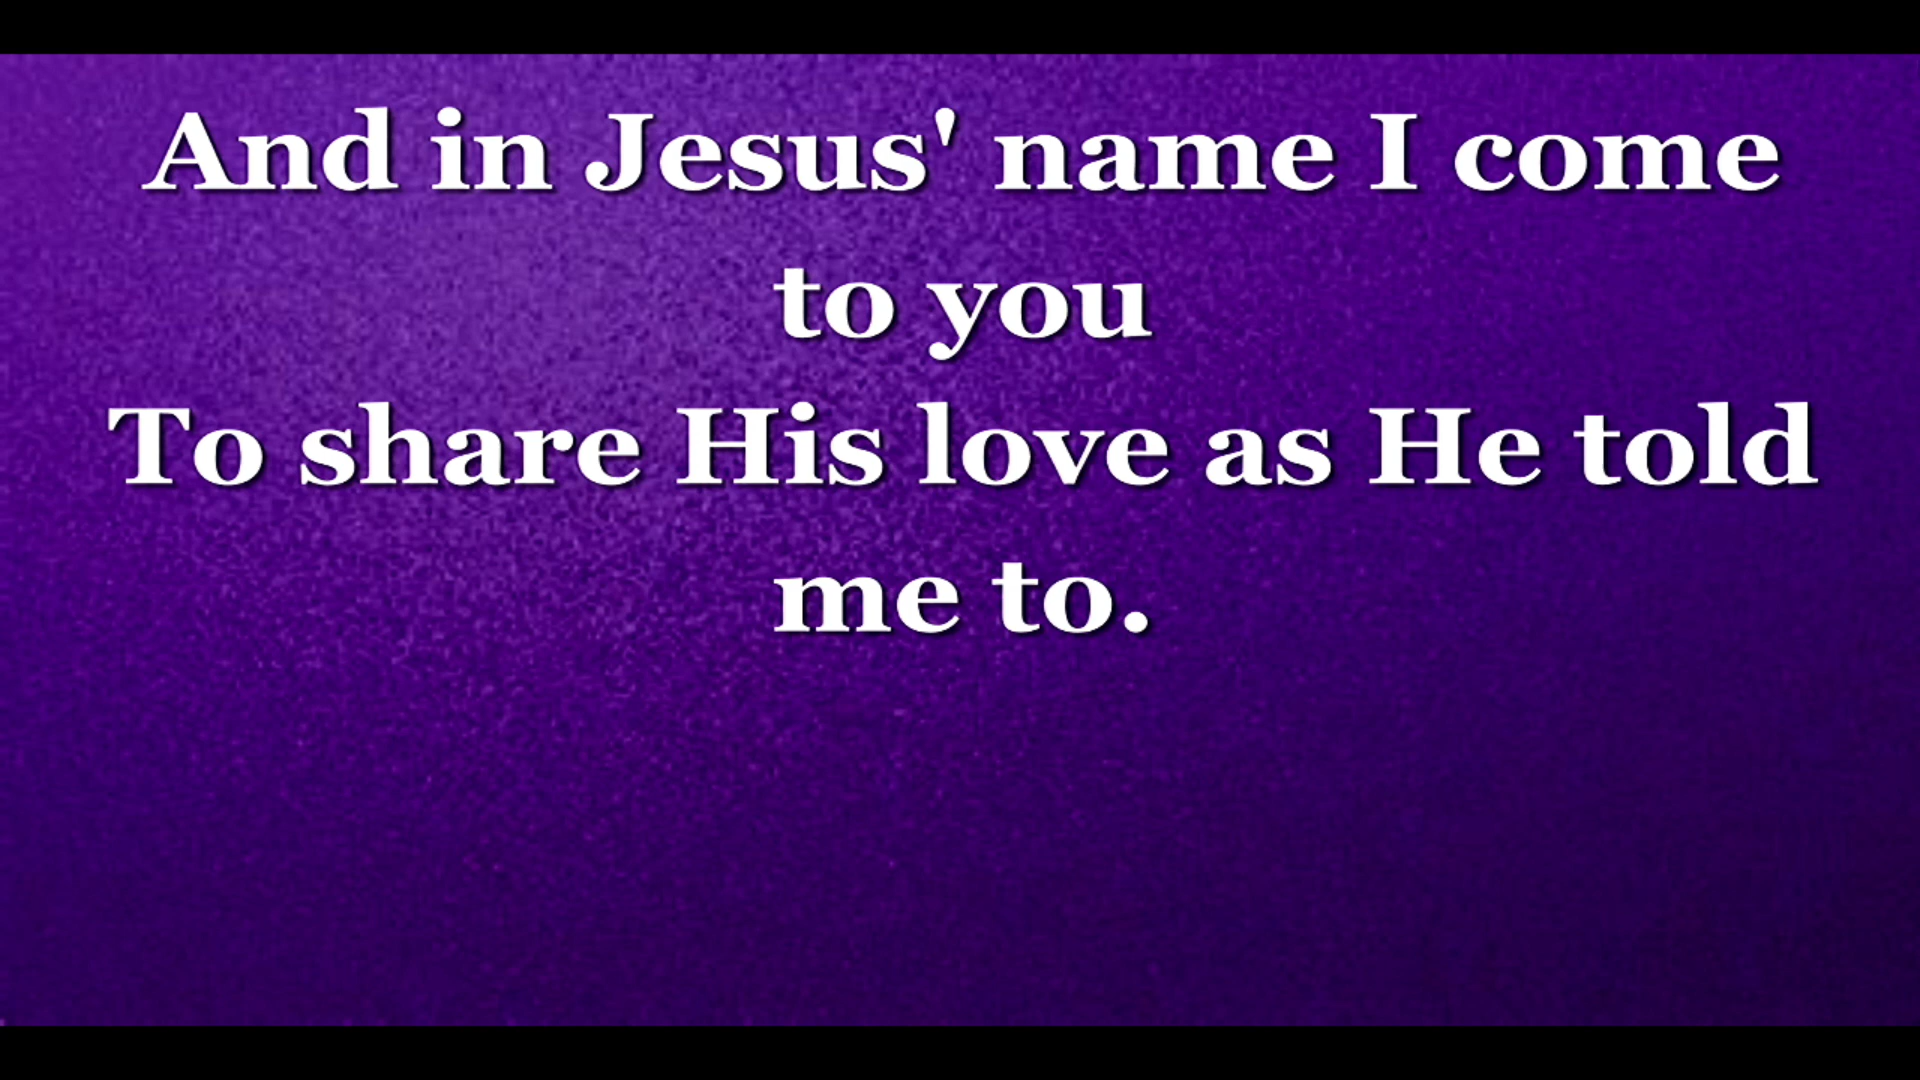 And in Jesus' name I come
to you
To share His love as He told
me to.